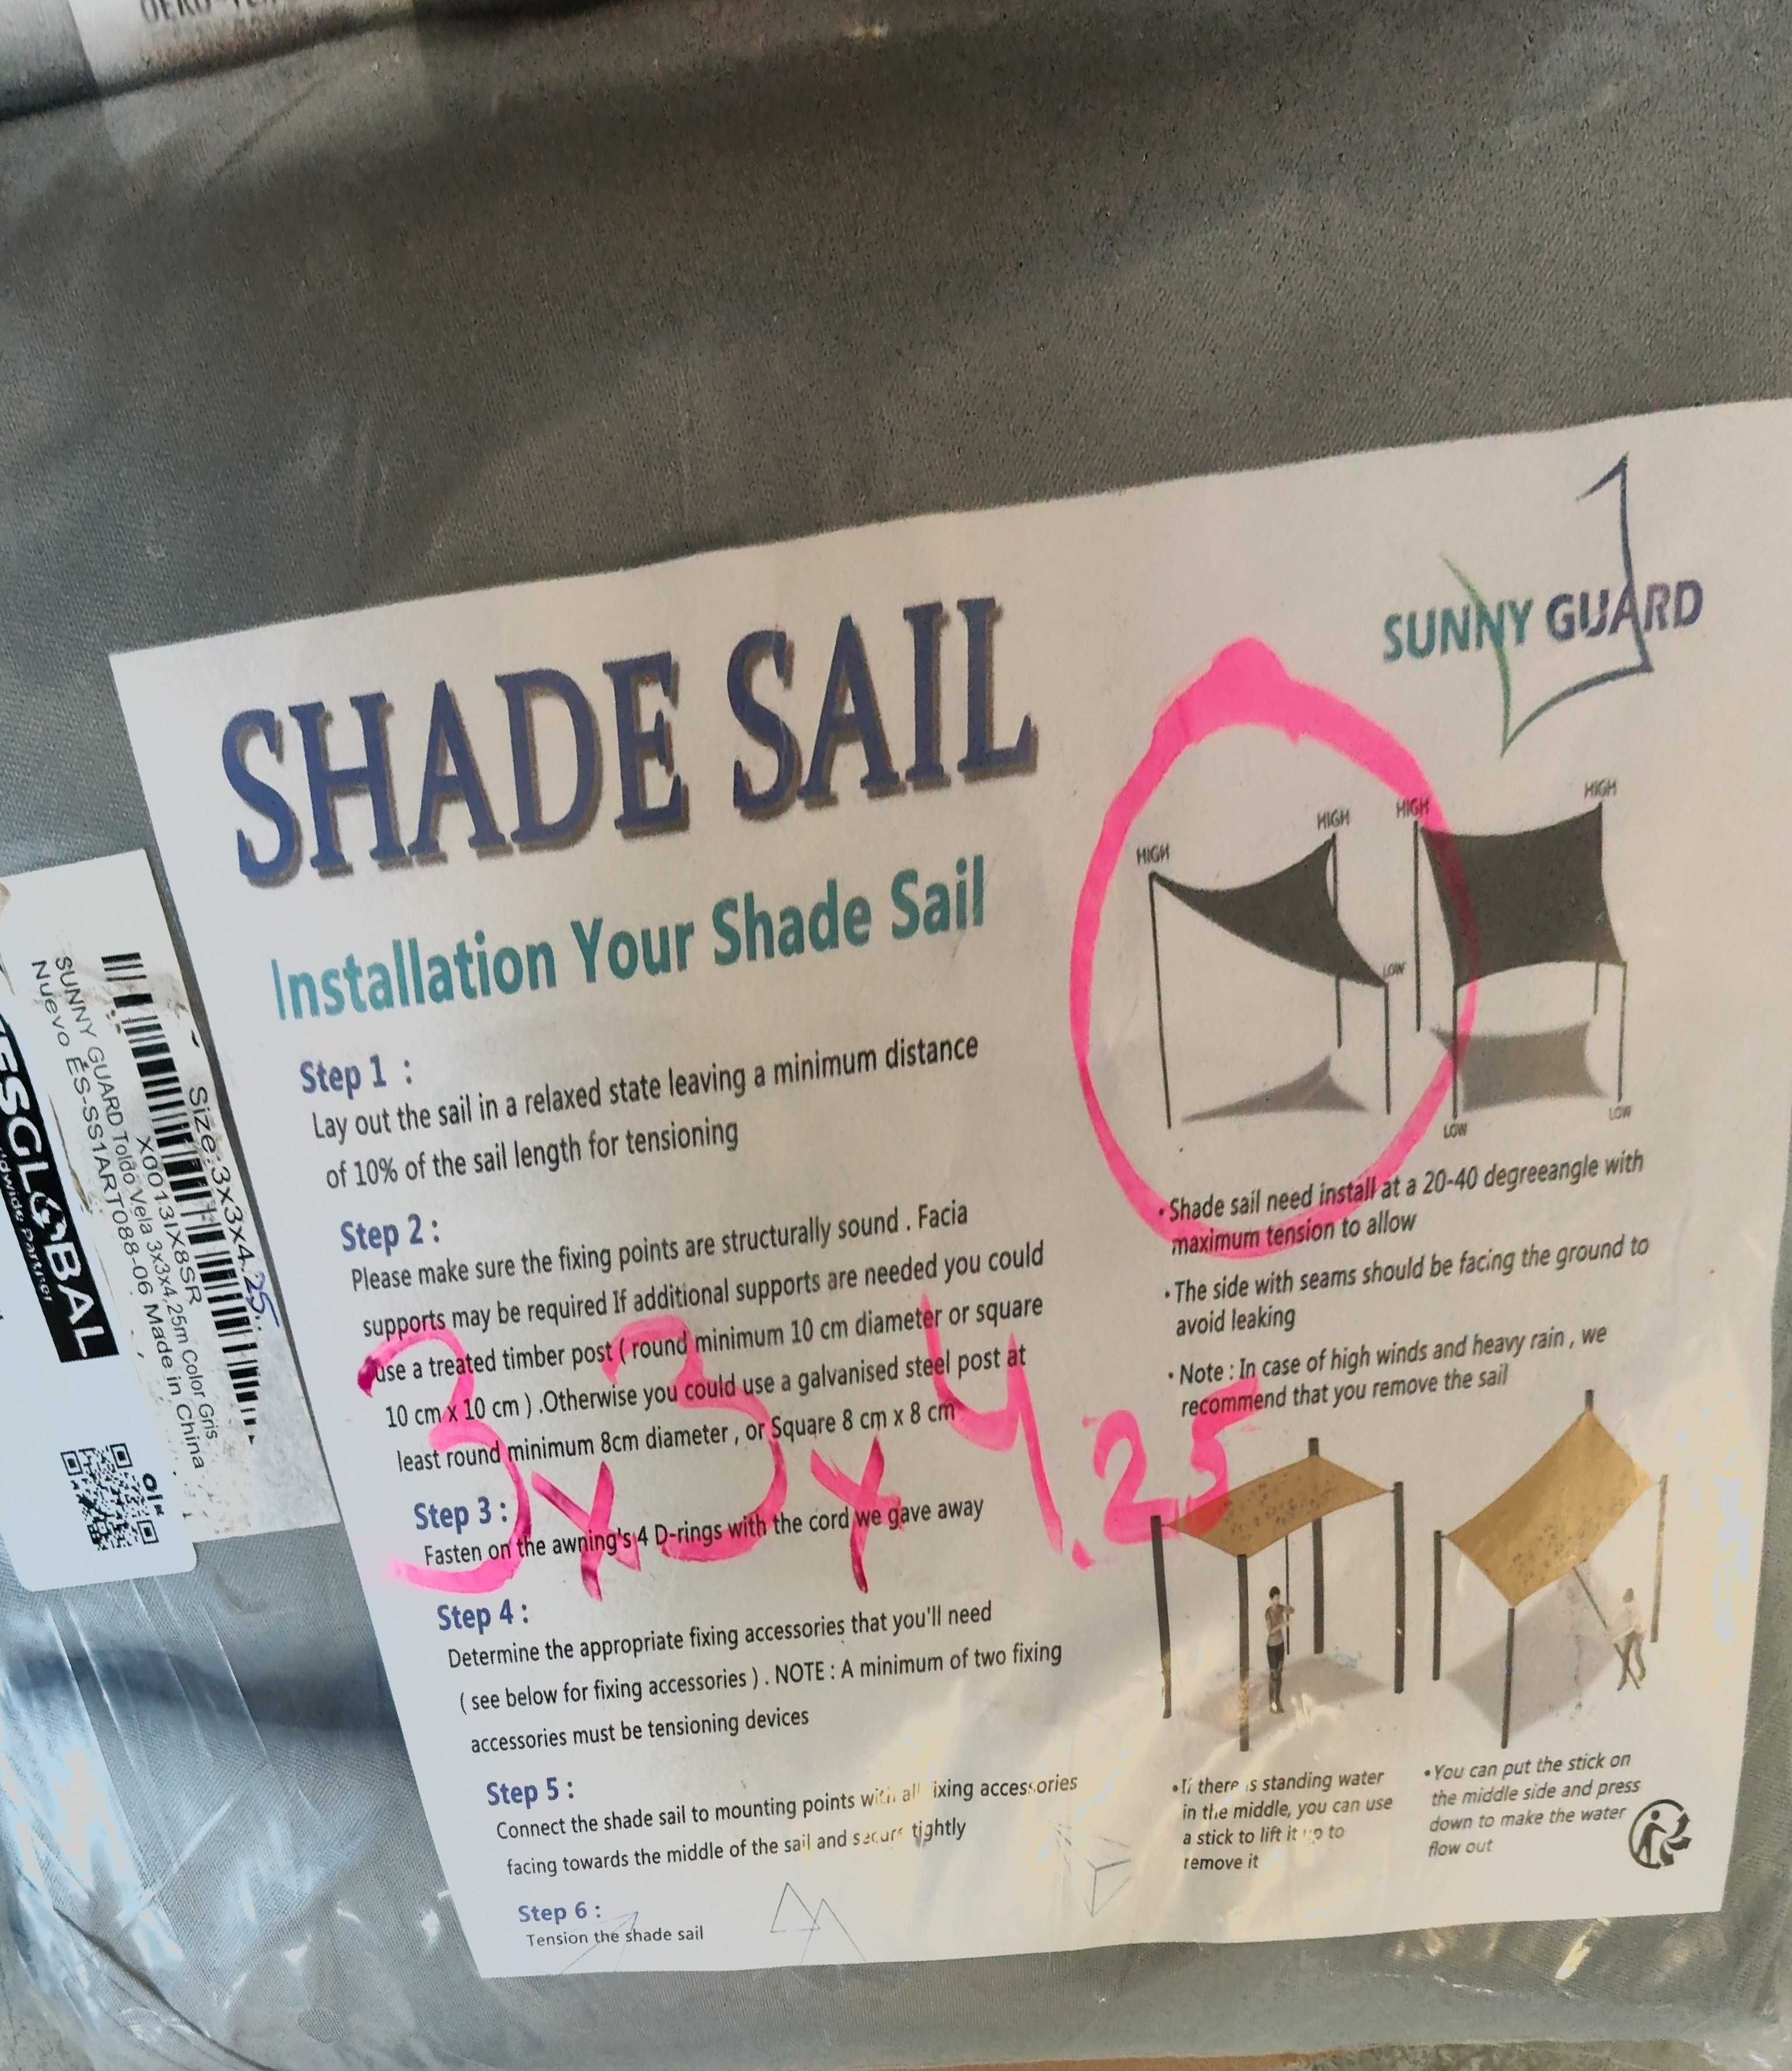 SHADE SAIL
SUNNY GUARD
Installation Your Shade Sail
Step 1 :
Lay out the sail in a relaxed state leaving a minimum distance
of 10% of the sail length for tensioning
Step 2 :
Please make sure the fixing points are structurally sound . Facia
supports may be required If additional supports are needed you could
use a treated timber post ( round minimum 10 cm diameter or square
10 cm x 10 cm ) .Otherwise you could use a galvanised steel post at
least round minimum 8cm diameter , or Square 8 cm x 8 cm
3x3x4.25
Step 3 :
Fasten on the awning's 4 D-rings with the cord we gave away
Step 4 :
Determine the appropriate fixing accessories that you'll need
( see below for fixing accessories ) . NOTE : A minimum of two fixing
accessories must be tensioning devices
Step 5 :
Connect the shade sail to mounting points with all ixing accessories
facing towards the middle of the sail and secure tightly
Step 6 :
Tension the shade sail
HIGH
HIGH
LOW
HIGH
HIGH
LOW
LOW
• Shade sail need install at a 20-40 degreeangle with
maximum tension to allow
• The side with seams should be facing the ground to
avoid leaking
• Note : In case of high winds and heavy rain , we
recommend that you remove the sail
• If there is standing water
in the middle, you can use
a stick to lift it up to
remove it
• You can put the stick on
the middle side and press
down to make the water
flow out
Size:3x3x4.25
X00131X8SR
SUNNY GUARD Toldo Vela 3x3x4,25m Color Gris
Nuevo ES-SS1ART088-06 Made in China
ESGLOBAL
Partner